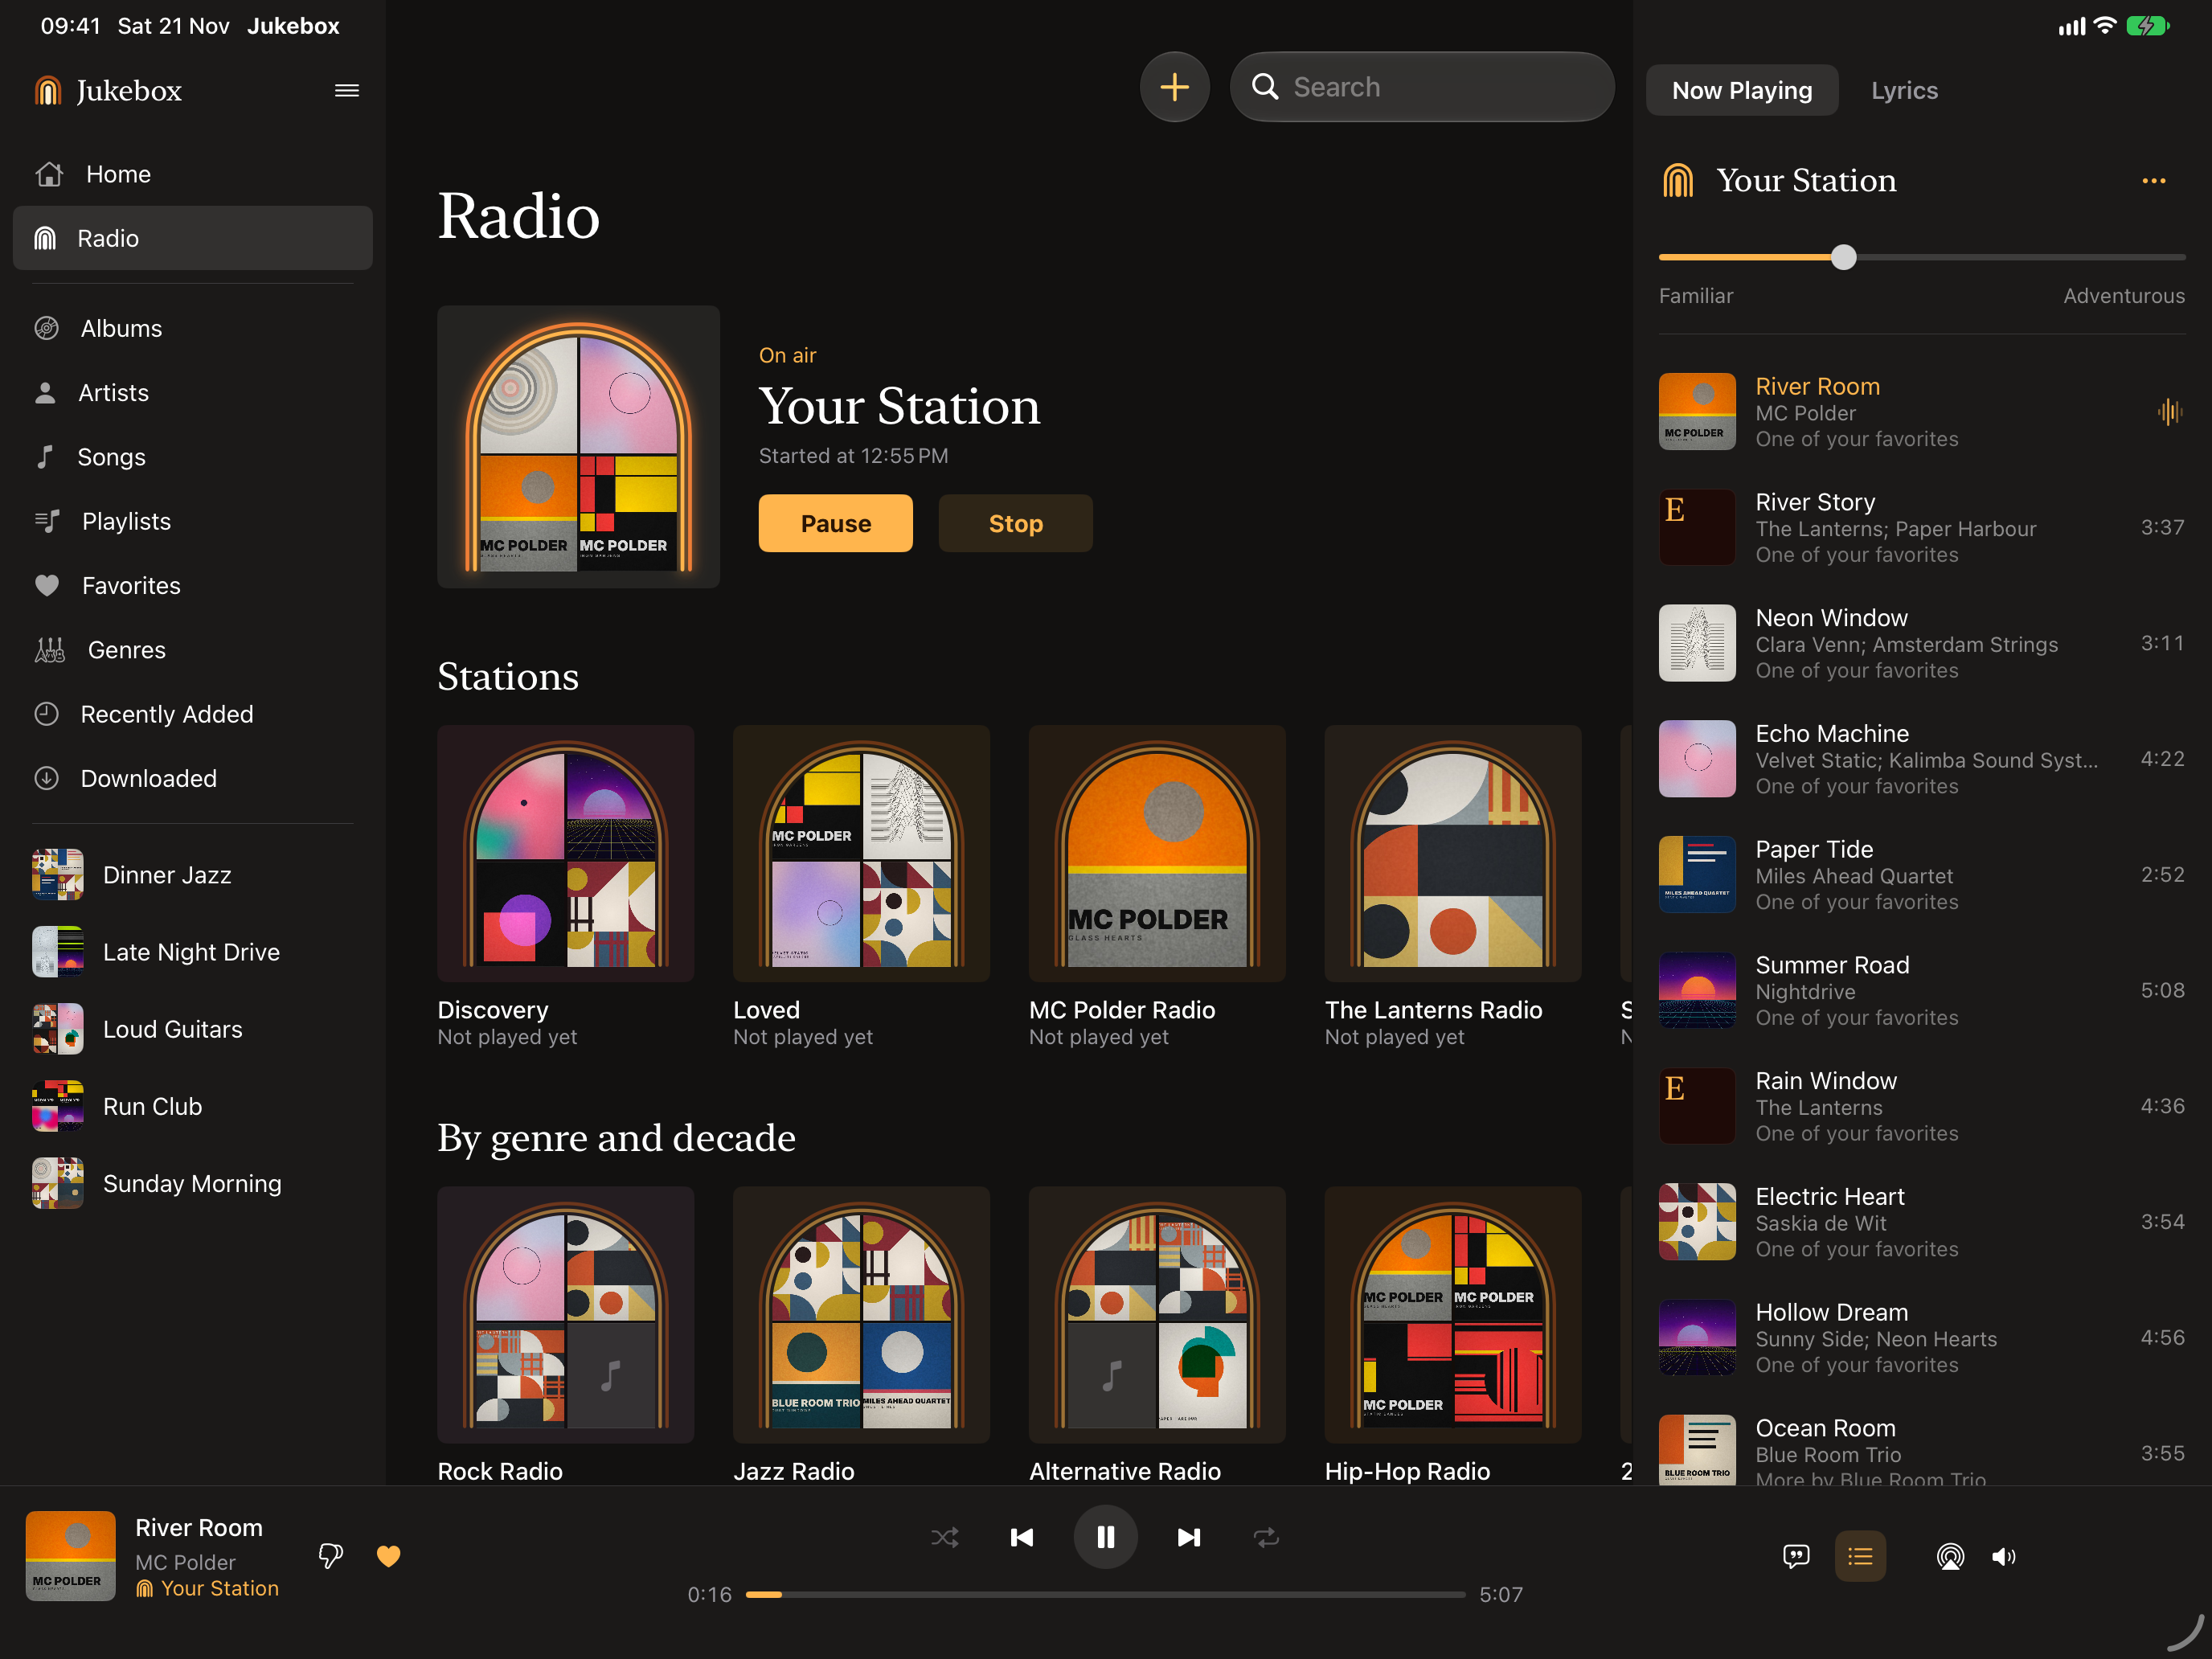 09:41 Sat 21 Nov Jukebox
Jukebox
Home
Radio
Albums
Artists
Songs
Playlists
Favorites
Genres
Recently Added
Downloaded
Dinner Jazz
Late Night Drive
Loud Guitars
Run Club
Sunday Morning
Search
Radio
MC POLDER
MC POLDER
On air
Your Station
Started at 12:55 PM
Pause
Stop
Stations
MC POLDER
MC POLDER
GLASS HEARTS
Discovery
Not played yet
Loved
Not played yet
MC Polder Radio
Not played yet
The Lanterns Radio
Not played yet
S
N
By genre and decade
BLUE ROOM TRIO
MILES AHEAD QUARTET
MC POLDER
MC POLDER
MC POLDER
Rock Radio
Jazz Radio
Alternative Radio
Hip-Hop Radio
2
Now Playing
Lyrics
Your Station
Familiar
Adventurous
MC POLDER
River Room
MC Polder
One of your favorites
E
River Story
The Lanterns; Paper Harbour
One of your favorites
3:37
Neon Window
Clara Venn; Amsterdam Strings
One of your favorites
3:11
Echo Machine
Velvet Static; Kalimba Sound Syst...
One of your favorites
4:22
MILES AHEAD QUARTET
Paper Tide
Miles Ahead Quartet
One of your favorites
2:52
Summer Road
Nightdrive
One of your favorites
5:08
E
Rain Window
The Lanterns
One of your favorites
4:36
Electric Heart
Saskia de Wit
One of your favorites
3:54
Hollow Dream
Sunny Side; Neon Hearts
One of your favorites
4:56
BLUE ROOM TRIO
Ocean Room
Blue Room Trio
More by Blue Room Trio
3:55
MC POLDER
River Room
MC Polder
Your Station
0:16
5:07